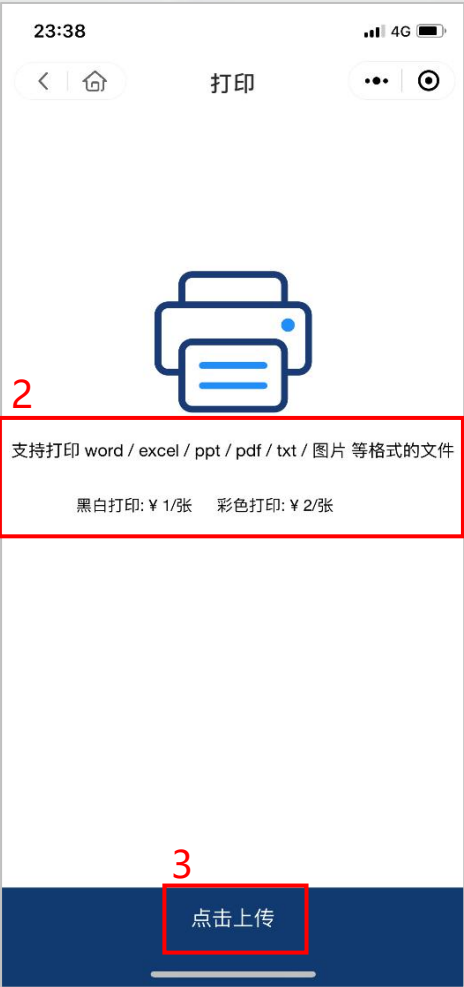 23:38
4G
打印
2
支持打印 word / excel / ppt / pdf / txt / 图片 等格式的文件
黑白打印: ¥ 1/张 彩色打印: ¥ 2/张
3
点击上传